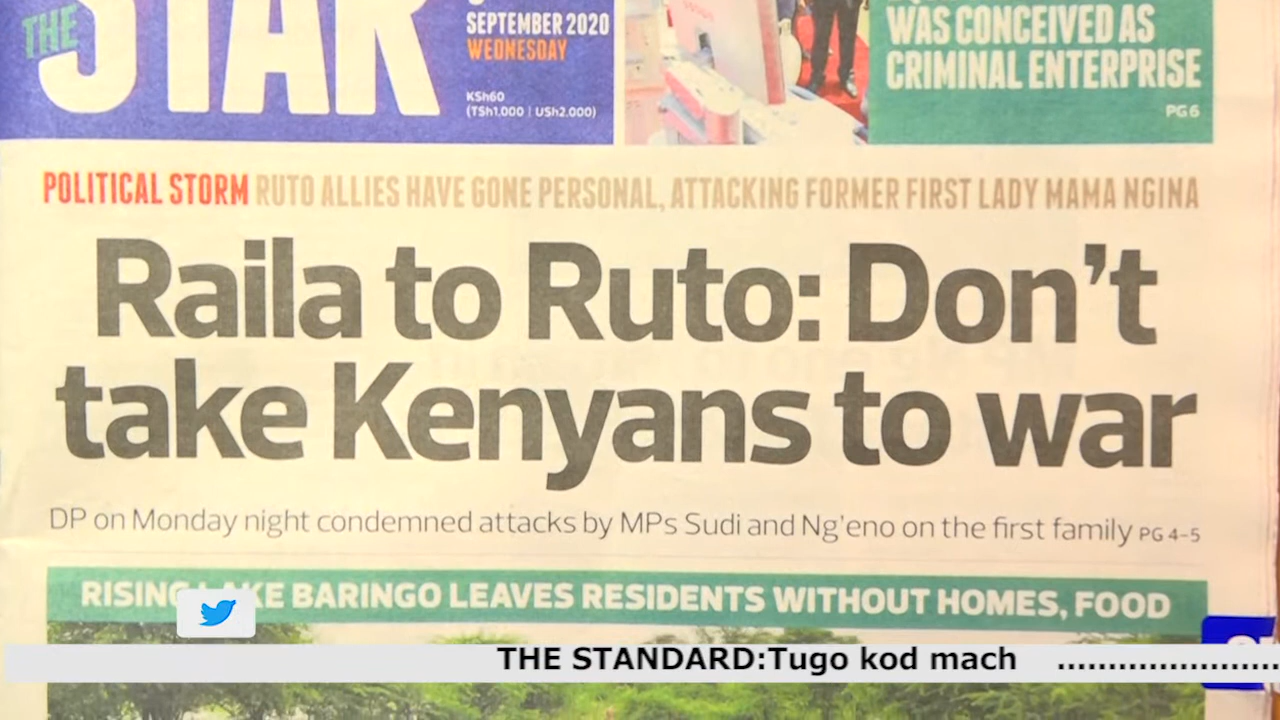 THE STAR
SEPTEMBER 2020
WEDNESDAY
KSh60
(TSh1,000 | USh2.000)
WAS CONCEIVED AS
CRIMINAL ENTERPRISE
PG 6
POLITICAL STORM RUTO ALLIES HAVE GONE PERSONAL, ATTACKING FORMER FIRST LADY MAMA NGINA
Raila to Ruto: Don't
take Kenyans to war
DP on Monday night condemned attacks by MPs Sudi and Ng'eno on the first family PG 4-5
RISING LAKE BARINGO LEAVES RESIDENTS WITHOUT HOMES, FOOD
THE STANDARD:Tugo kod mach ......................